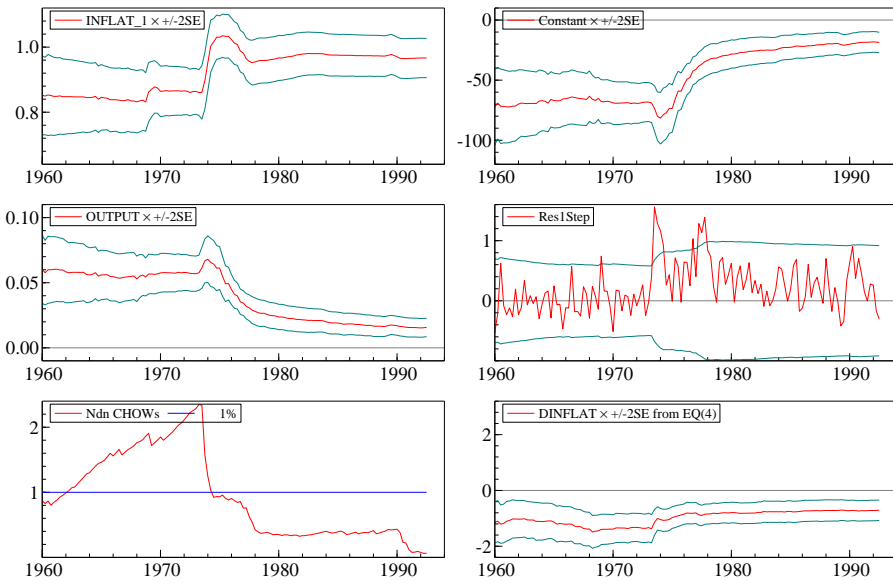 INFLAT_1 × +/-2SE
1.0
0.8
1960 1970 1980 1990
Constant × +/-2SE
0
-50
-100
1960 1970 1980 1990
OUTPUT × +/-2SE
0.10
0.05
0.00
1960 1970 1980 1990
Res1Step
1
0
1960 1970 1980 1990
Ndn CHOWs 1%
2
1
1960 1970 1980 1990
DINFLAT × +/-2SE from EQ(4)
2
0
-2
1960 1970 1980 1990